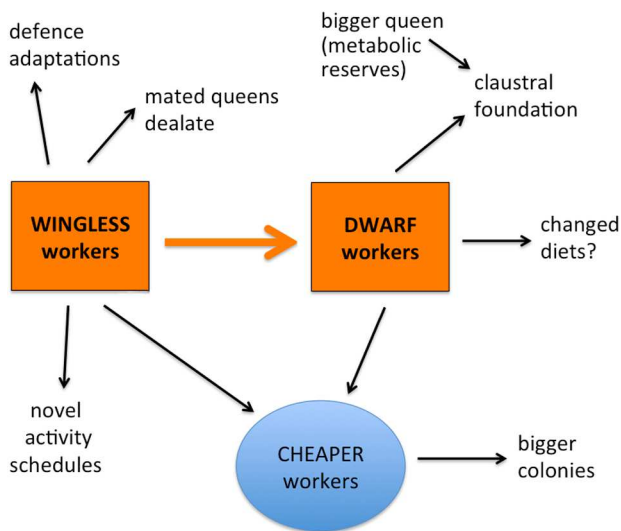 defence
adaptations
mated queens
dealate
bigger queen
(metabolic
reserves)
claustral
foundation
WINGLESS
workers
DWARF
workers
changed
diets?
novel
activity
schedules
CHEAPER
workers
bigger
colonies